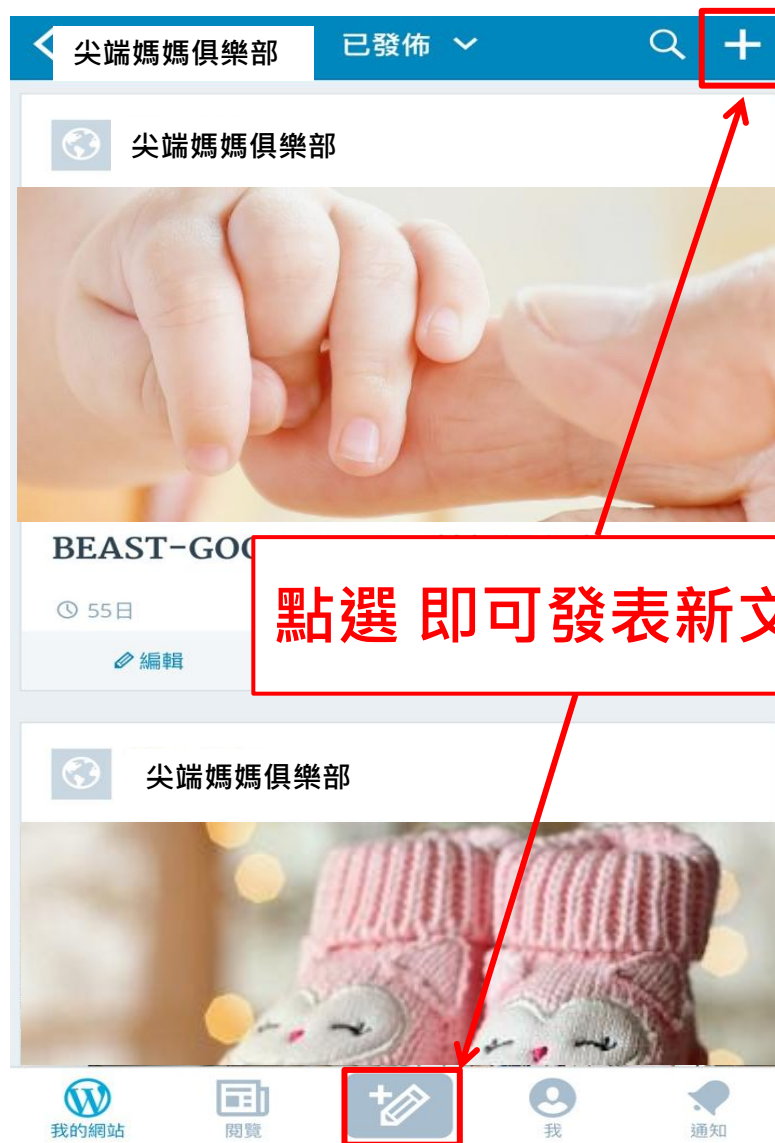 尖端媽媽俱樂部 已發佈
尖端媽媽俱樂部
BEAST-GO
55日
點選 即可發表新文
編輯
尖端媽媽俱樂部
我的網站 閱覽 我 通知